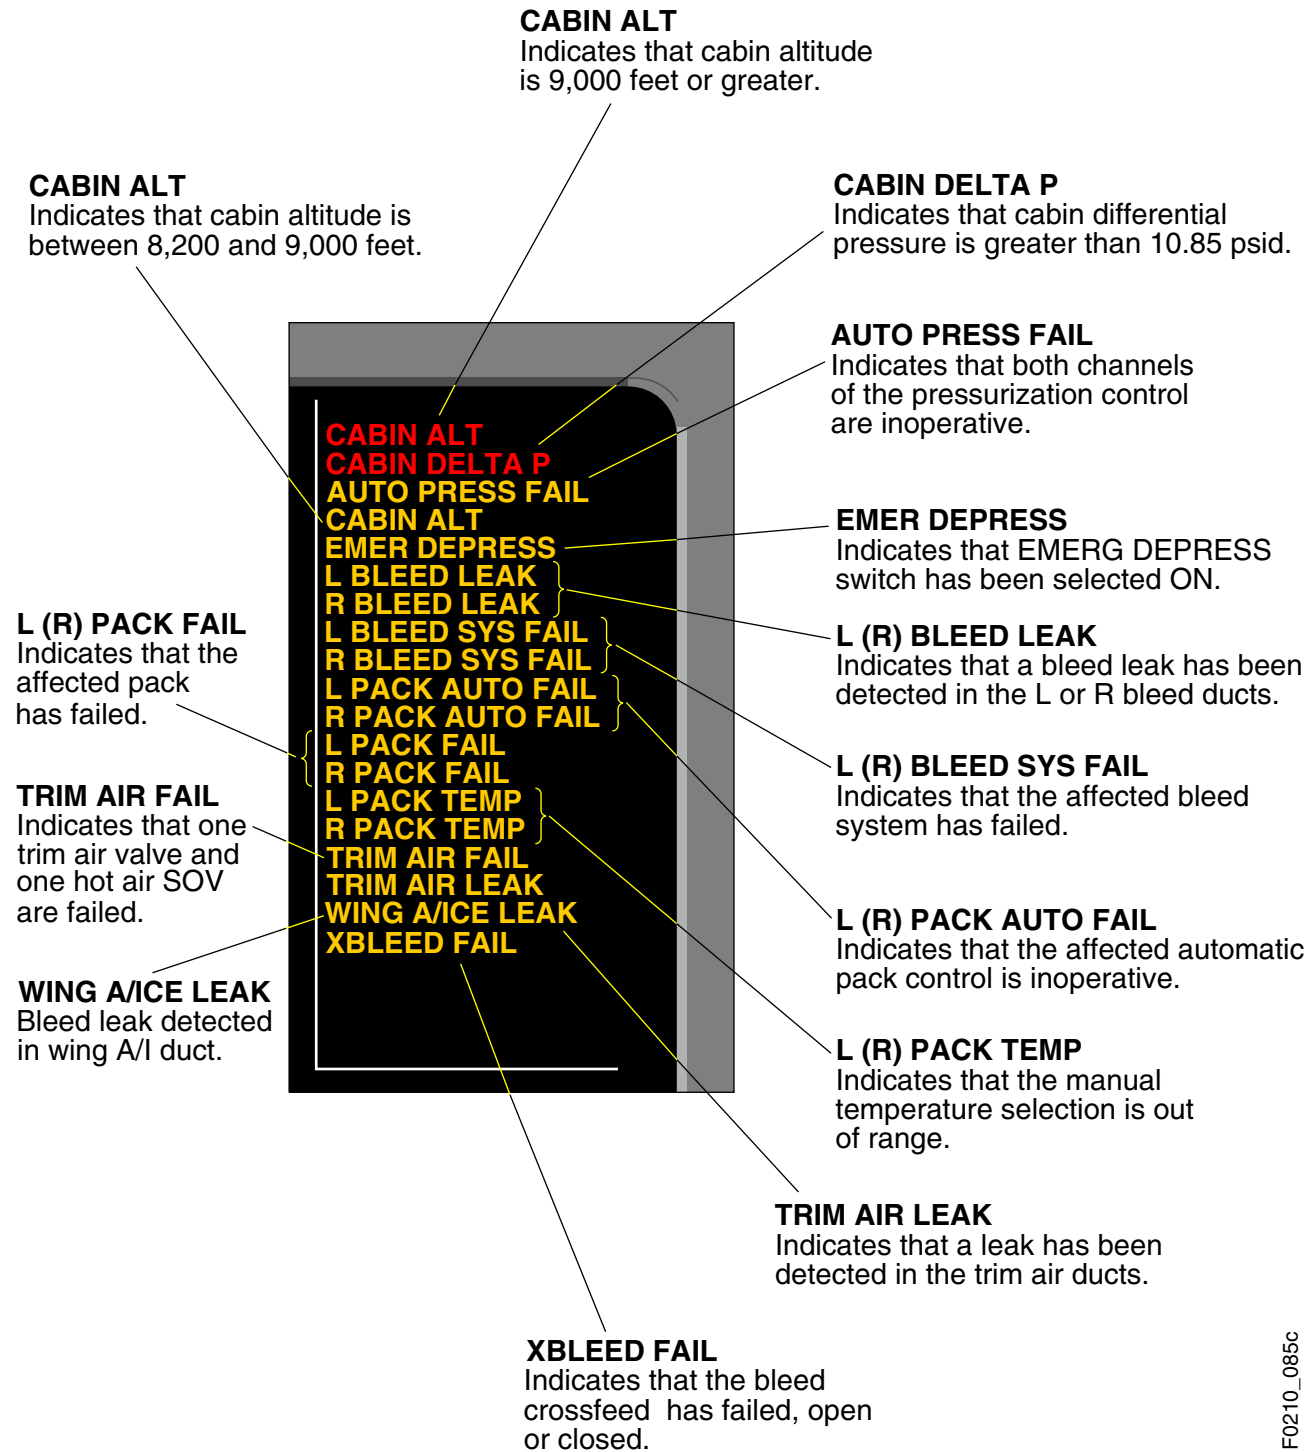 CABIN ALT
Indicates that cabin altitude
is 9,000 feet or greater.
CABIN ALT
Indicates that cabin altitude is
between 8,200 and 9,000 feet.
CABIN DELTA P
Indicates that cabin differential
pressure is greater than 10.85 psid.
AUTO PRESS FAIL
Indicates that both channels
of the pressurization control
are inoperative.
CABIN ALT
CABIN DELTA P
AUTO PRESS FAIL
CABIN ALT
EMER DEPRESS
L BLEED LEAK
R BLEED LEAK
L BLEED SYS FAIL
R BLEED SYS FAIL
L PACK AUTO FAIL
R PACK AUTO FAIL
L PACK FAIL
R PACK FAIL
L PACK TEMP
R PACK TEMP
TRIM AIR FAIL
TRIM AIR LEAK
WING A/ICE LEAK
XBLEED FAIL
EMER DEPRESS
Indicates that EMERG DEPRESS
switch has been selected ON.
L (R) BLEED LEAK
Indicates that a bleed leak has been
detected in the L or R bleed ducts.
L (R) PACK FAIL
Indicates that the
affected pack
has failed.
L (R) BLEED SYS FAIL
Indicates that the affected bleed
system has failed.
TRIM AIR FAIL
Indicates that one
trim air valve and
one hot air SOV
are failed.
L (R) PACK AUTO FAIL
Indicates that the affected automatic
pack control is inoperative.
WING A/ICE LEAK
Bleed leak detected
in wing A/I duct.
L (R) PACK TEMP
Indicates that the manual
temperature selection is out
of range.
TRIM AIR LEAK
Indicates that a leak has been
detected in the trim air ducts.
XBLEED FAIL
Indicates that the bleed
crossfeed  has failed, open
or closed.
F0210_085c